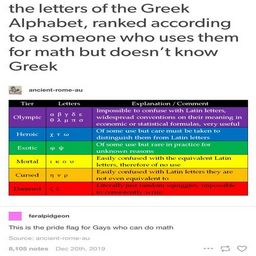 the letters of the Greek
Alphabet, ranked according
to a someone who uses them
for math but doesn't know
Greek
ancient-rome-au
Tier Letters Explanation / Comment
Olympic α β γ δ ε
θ λ μ π σ
Impossible to confuse with Latin letters,
widespread conventions on their meaning in
economic or statistical formulas, very useful
Heroic χ τ ω
Of some use but care must be taken to
distinguish them from Latin letters
Exotic φ ψ
Of some use but rare in practice for
unknown reasons
Mortal ι κ ο υ
Easily confused with the equivalent Latin
letters, therefore of no use
Cursed η ν ρ
Easily confused with Latin letters they are
not even equivalent to
Damned ζ ξ
Literally just random squiggles, impossible
to consistently write
feralpidgeon
This is the pride flag for Gays who can do math
Source: ancient-rome-au
8,105 notes Dec 20th, 2019